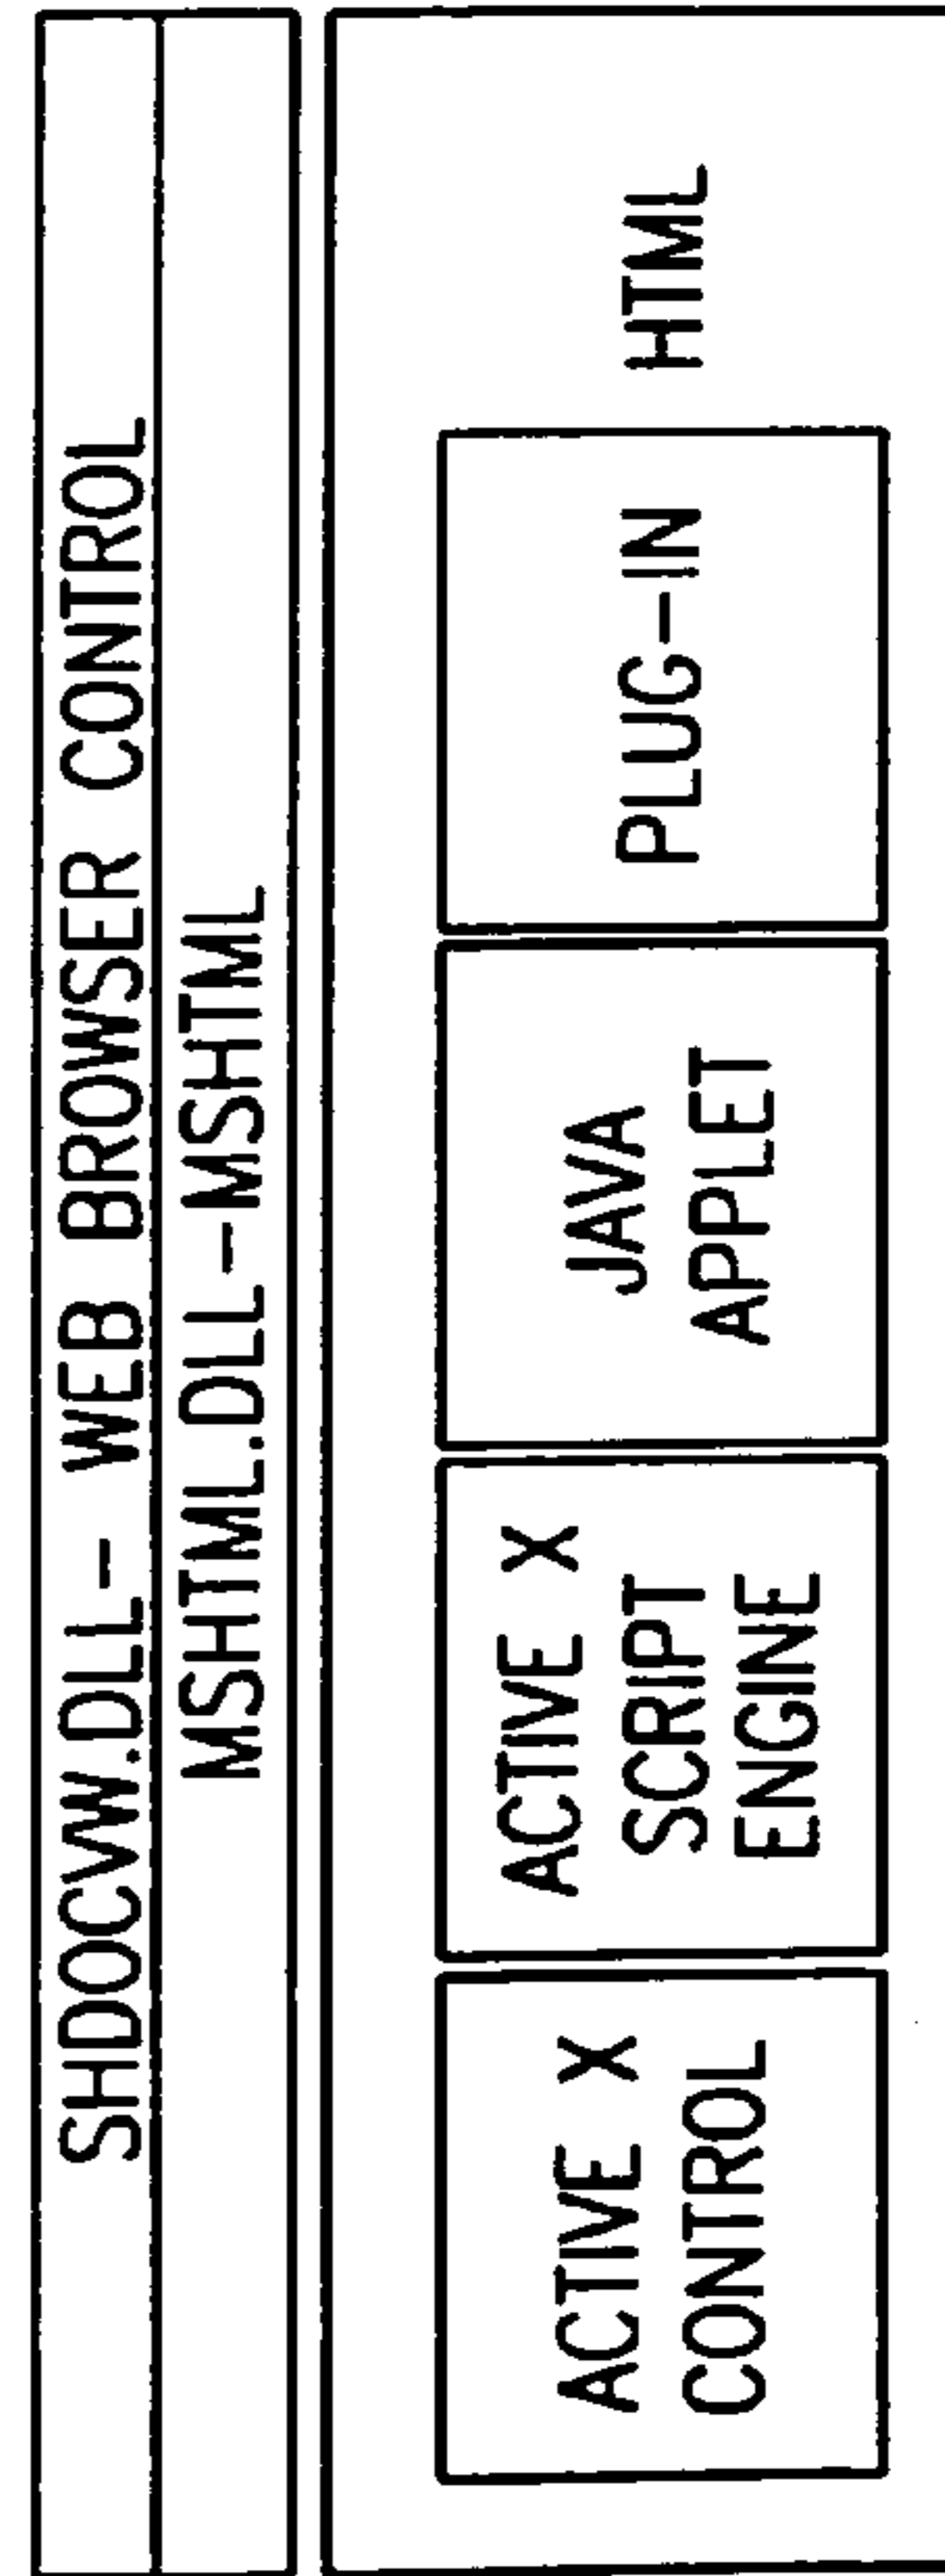 SHDOCVW.DLL- WEB BROWSER CONTROL
MSHTML.DLL-MSHTML
ACTIVE X
CONTROL
ACTIVE X
SCRIPT
ENGINE
JAVA
APPLET
PLUG-IN
HTML